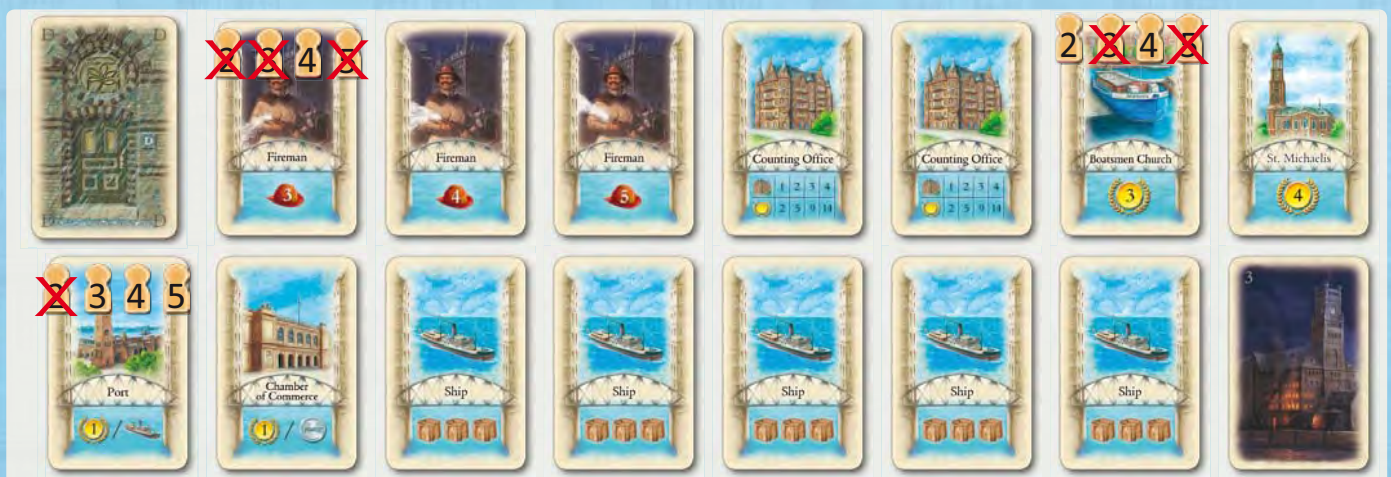 D D
D
D D
2 3 4 5
Fireman
3
Fireman
4
Fireman
5
Counting Office
1 2 3 4
2 5 9 14
Counting Office
1 2 3 4
2 5 9 14
2 3 4 5
Boatsmen Church
3
St. Michaelis
4
2 3 4 5
Port
1 /
Chamber
of Commerce
1 /
Ship
Ship
Ship
Ship
Ship
3